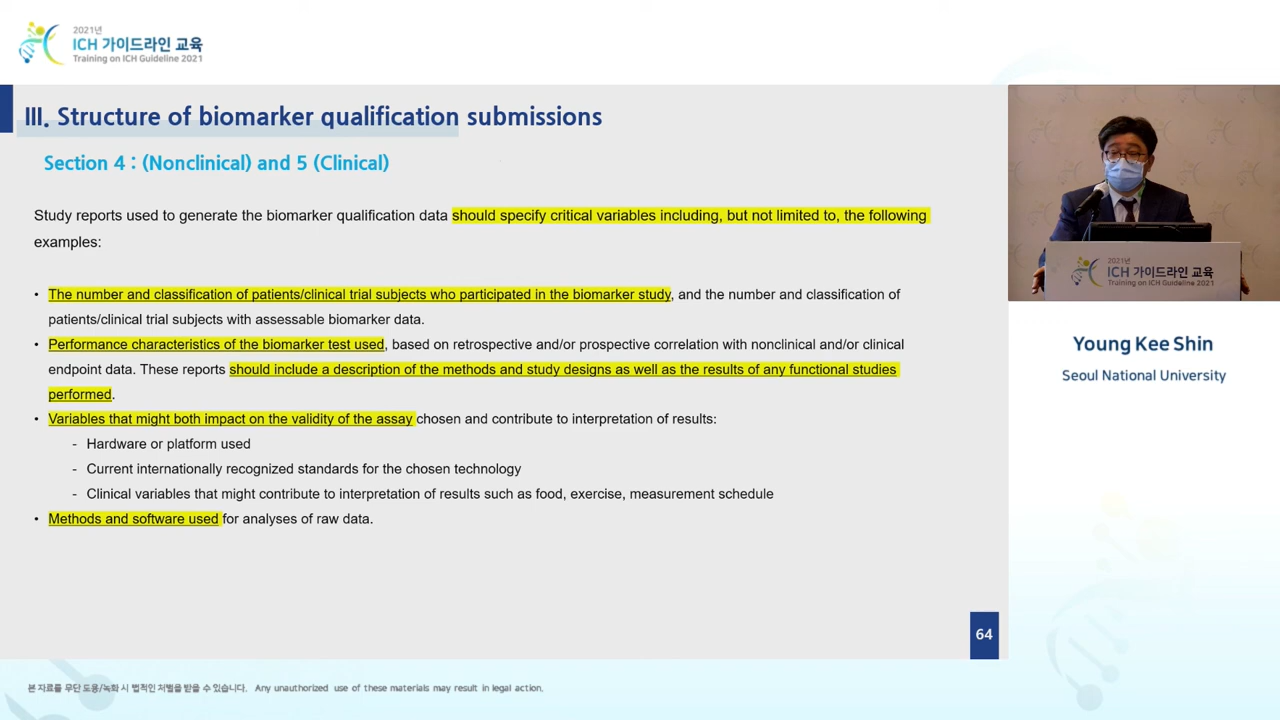 2021년
ICH 가이드라인 교육
Training on ICH Guideline 2021
III. Structure of biomarker qualification submissions
Section 4 : (Nonclinical) and 5 (Clinical)
Study reports used to generate the biomarker qualification data should specify critical variables including, but not limited to, the following
examples:
• The number and classification of patients/clinical trial subjects who participated in the biomarker study, and the number and classification of
patients/clinical trial subjects with assessable biomarker data.
• Performance characteristics of the biomarker test used, based on retrospective and/or prospective correlation with nonclinical and/or clinical
endpoint data. These reports should include a description of the methods and study designs as well as the results of any functional studies
performed.
• Variables that might both impact on the validity of the assay chosen and contribute to interpretation of results:
- Hardware or platform used
- Current internationally recognized standards for the chosen technology
- Clinical variables that might contribute to interpretation of results such as food, exercise, measurement schedule
• Methods and software used for analyses of raw data.
64
2021년
ICH 가이드라인 교육
Training on ICH Guideline 2021
Young Kee Shin
Seoul National University
본 자료를 무단 도용/녹화 시 법적인 처벌을 받을 수 있습니다. Any unauthorized use of these materials may result in legal action.